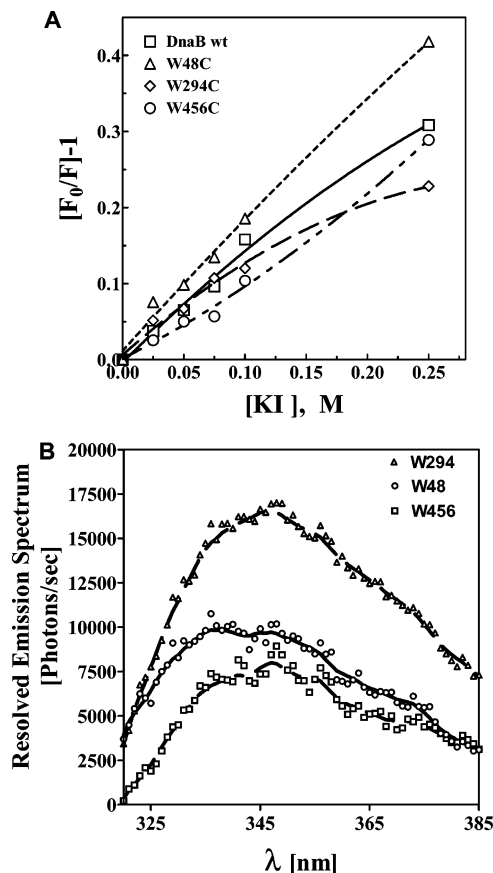 A
DnaB wt
W48C
W294C
W456C
[F0/F]-1
0.4
0.3
0.2
0.1
0.0
0.00 0.05 0.10 0.15 0.20 0.25
[KI ], M
B
W294
W48
W456
Resolved Emission Spectrum
[Photons/sec]
20000
17500
15000
12500
10000
7500
5000
2500
0
325 345 365 385
λ [nm]